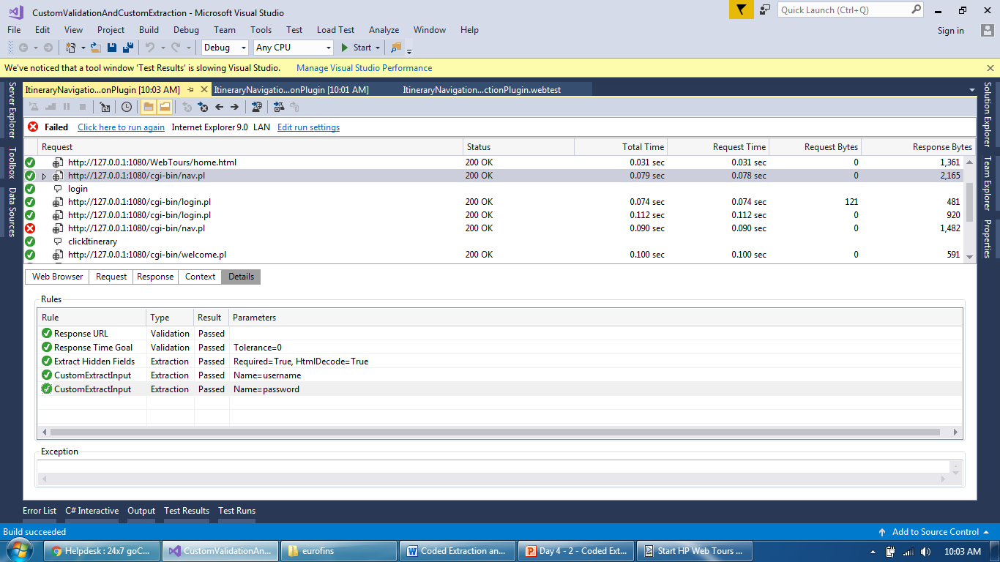 CustomValidationAndCustomExtraction - Microsoft Visual Studio
Quick Launch (Ctrl+Q)
File Edit View Project Build Debug Team Tools Test Load Test Analyze Window Help
Sign in
Debug Any CPU Start
We've noticed that a tool window 'Test Results' is slowing Visual Studio. Manage Visual Studio Performance
Server Explorer
Toolbox
Data Sources
ItineraryNavigatio...onPlugin [10:03 AM] ItineraryNavigatio...onPlugin [10:01 AM] ItineraryNavigation...ctionPlugin.webtest
Failed Click here to run again Internet Explorer 9.0 LAN Edit run settings
Request Status Total Time Request Time Request Bytes Response Bytes
http://127.0.0.1:1080/WebTours/home.html 200 OK 0.031 sec 0.031 sec 0 1,361
http://127.0.0.1:1080/cgi-bin/nav.pl 200 OK 0.079 sec 0.078 sec 0 2,165
login
http://127.0.0.1:1080/cgi-bin/login.pl 200 OK 0.074 sec 0.074 sec 121 481
http://127.0.0.1:1080/cgi-bin/login.pl 200 OK 0.112 sec 0.112 sec 0 920
http://127.0.0.1:1080/cgi-bin/nav.pl 200 OK 0.090 sec 0.090 sec 0 1,482
clickItinerary
http://127.0.0.1:1080/cgi-bin/welcome.pl 200 OK 0.100 sec 0.100 sec 0 591
Web Browser Request Response Context Details
Rules
Rule Type Result Parameters
Response URL Validation Passed
Response Time Goal Validation Passed Tolerance=0
Extract Hidden Fields Extraction Passed Required=True, HtmlDecode=True
CustomExtractInput Extraction Passed Name=username
CustomExtractInput Extraction Passed Name=password
Exception
Solution Explorer
Team Explorer
Properties
Error List C# Interactive Output Test Results Test Runs
Build succeeded
Add to Source Control
Helpdesk : 24x7 goC... CustomValidationAn... eurofins Coded Extraction an... Day 4 - 2 - Coded Ext... Start HP Web Tours ... 10:03 AM